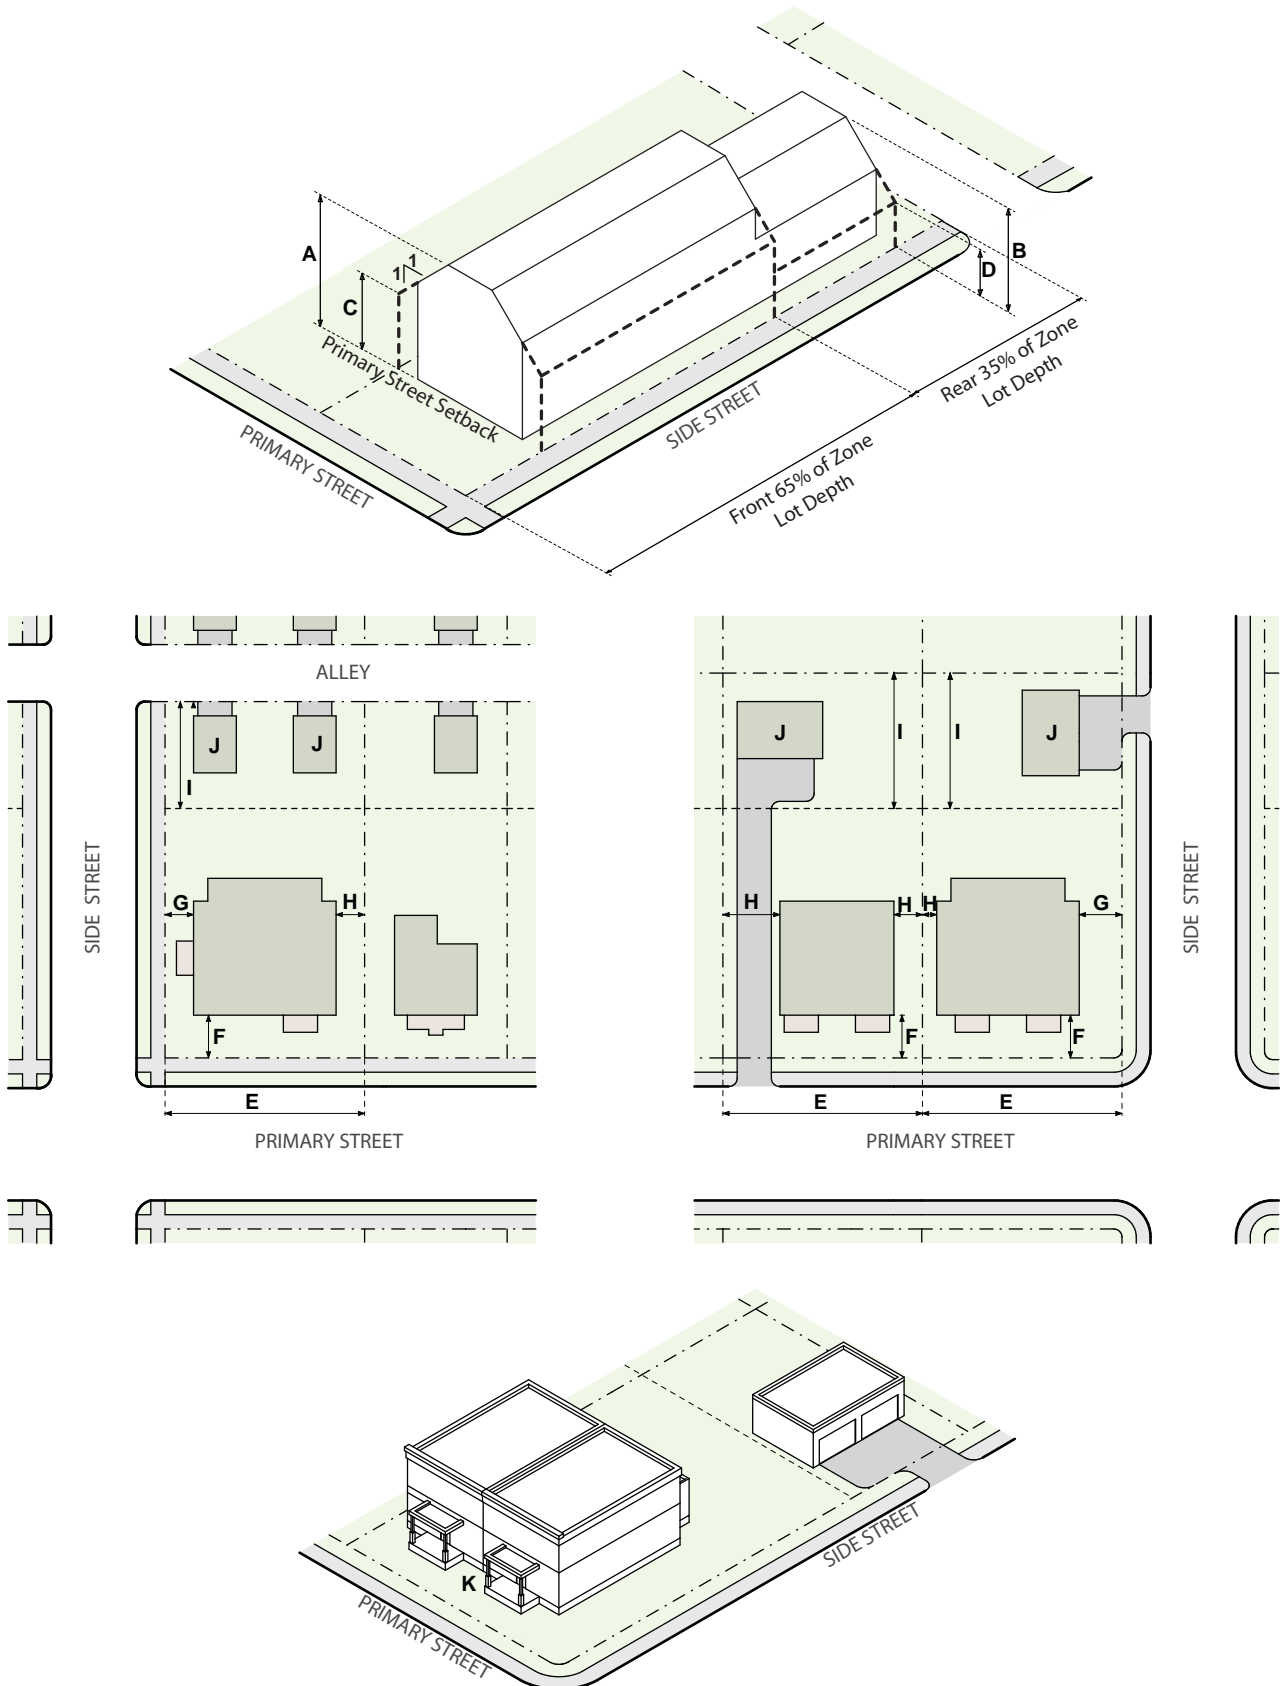 A
B
C
D
1
1
Primary Street Setback
PRIMARY STREET
SIDE STREET
Rear 35% of Zone
Lot Depth
Front 65% of Zone
Lot Depth
ALLEY
J
J
I
SIDE STREET
G
H
F
E
PRIMARY STREET
J
I
I
J
SIDE STREET
H
H
H
G
F
F
E
E
PRIMARY STREET
K
PRIMARY STREET
SIDE STREET